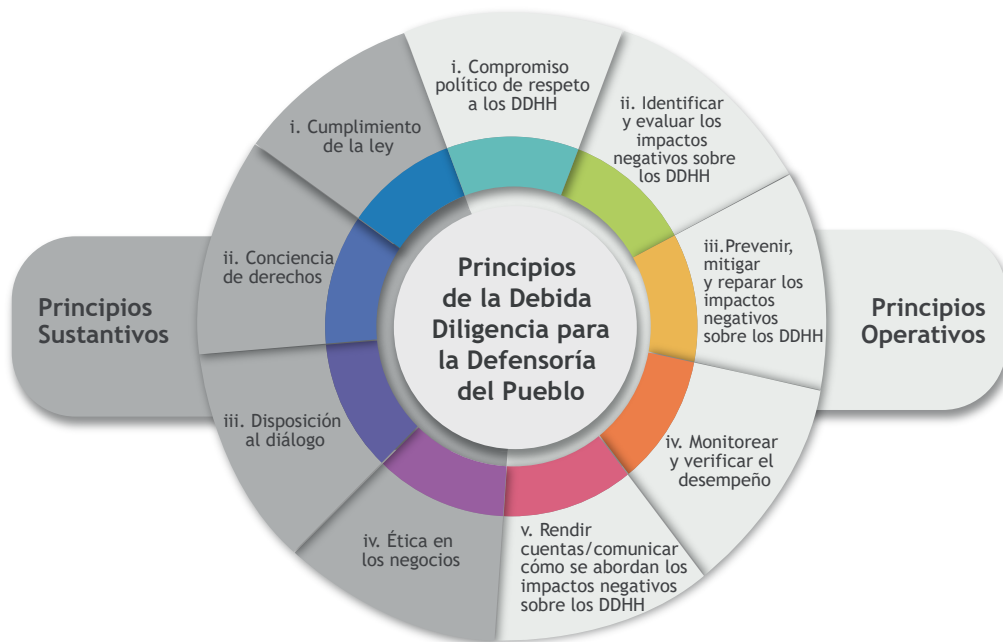 Principios
de la Debida
Diligencia para
la Defensoría
del Pueblo
Principios
Sustantivos
i. Cumplimiento
de la ley
ii. Conciencia
de derechos
iii. Disposición
al diálogo
iv. Ética en
los negocios
Principios
Operativos
i. Compromiso
político de respeto
a los DDHH
ii. Identificar
y evaluar los
impactos
negativos sobre
los DDHH
iii.Prevenir,
mitigar
y reparar los
impactos
negativos
sobre los DDHH
iv. Monitorear
y verificar el
desempeño
v. Rendir
cuentas/comunicar
cómo se abordan los
impactos negativos
sobre los DDHH